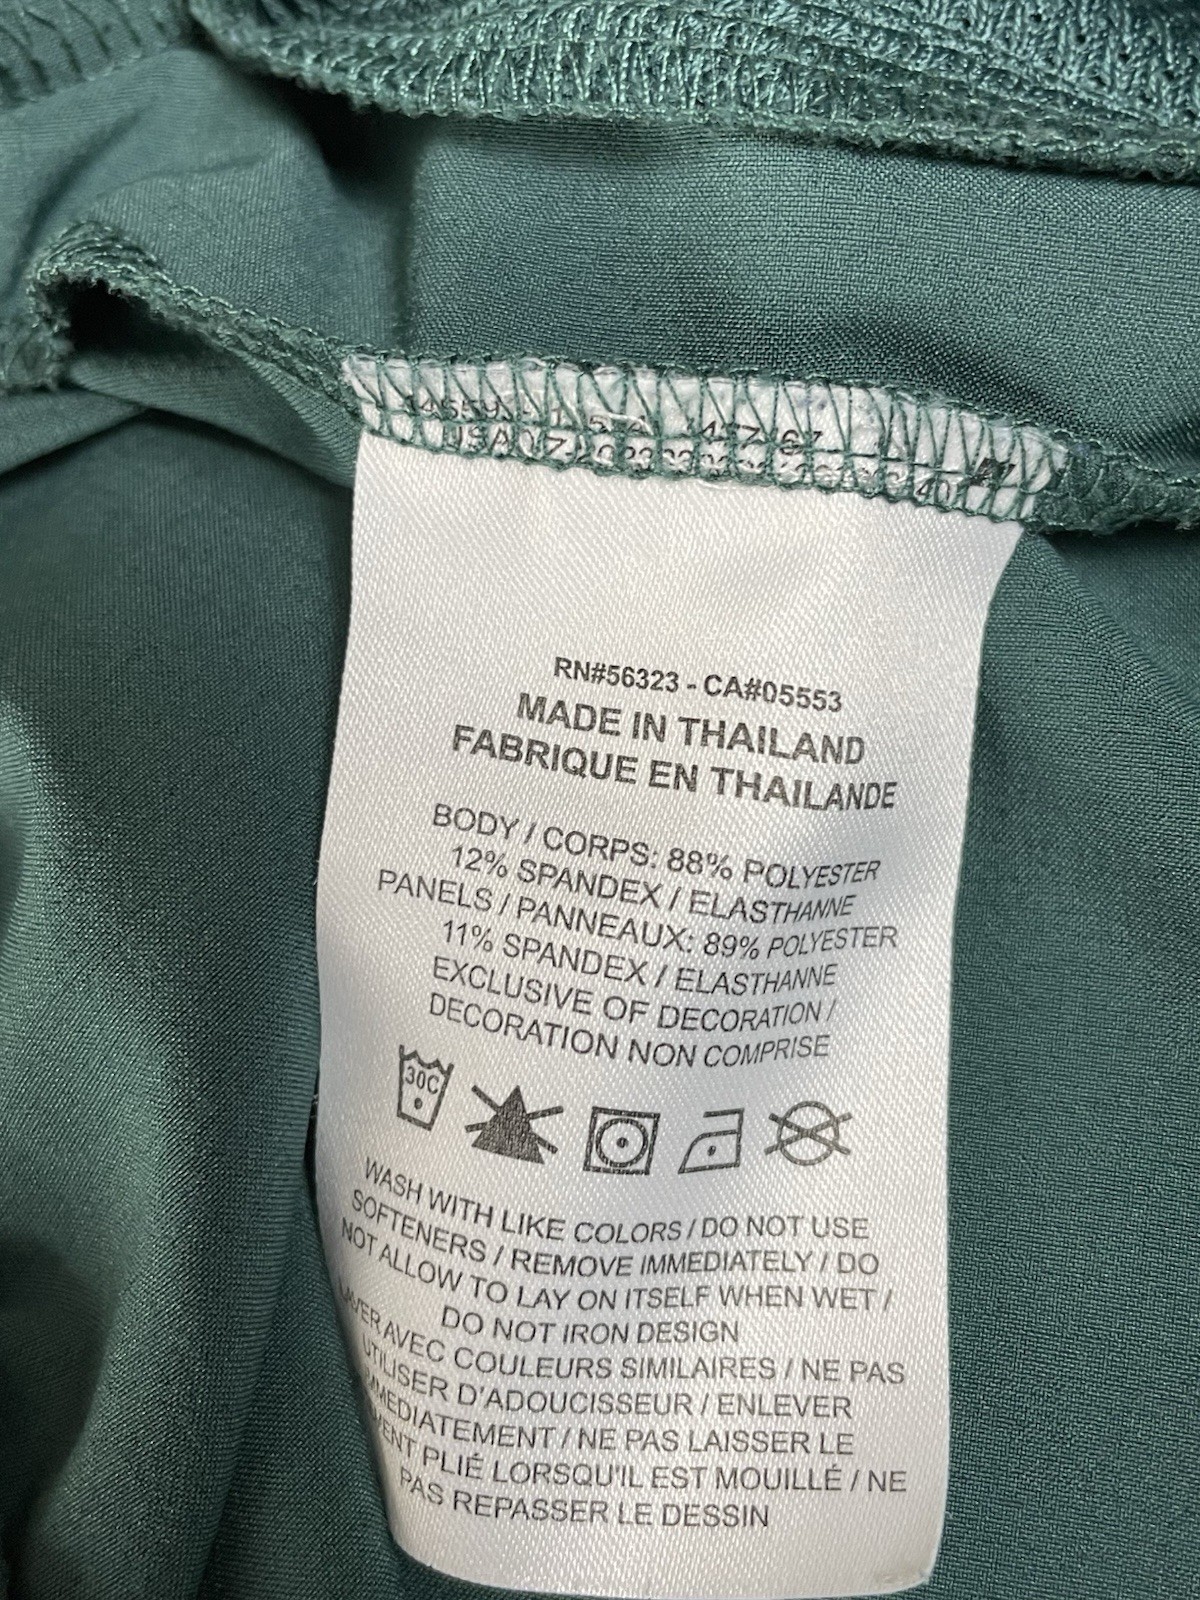 RN#56323 - CA#05553
MADE IN THAILAND
FABRIQUE EN THAILANDE
BODY / CORPS: 88% POLYESTER
12% SPANDEX / ELASTHANNE
PANELS / PANNEAUX: 89% POLYESTER
11% SPANDEX / ELASTHANNE
EXCLUSIVE OF DECORATION /
DECORATION NON COMPRISE
30C
WASH WITH LIKE COLORS / DO NOT USE
SOFTENERS / REMOVE IMMEDIATELY / DO
NOT ALLOW TO LAY ON ITSELF WHEN WET /
DO NOT IRON DESIGN
LAVER AVEC COULEURS SIMILAIRES / NE PAS
UTILISER D'ADOUCISSEUR / ENLEVER
IMMEDIATEMENT / NE PAS LAISSER LE
PLIÉ LORSQU'IL EST MOUILLÉ / NE
PAS REPASSER LE DESSIN